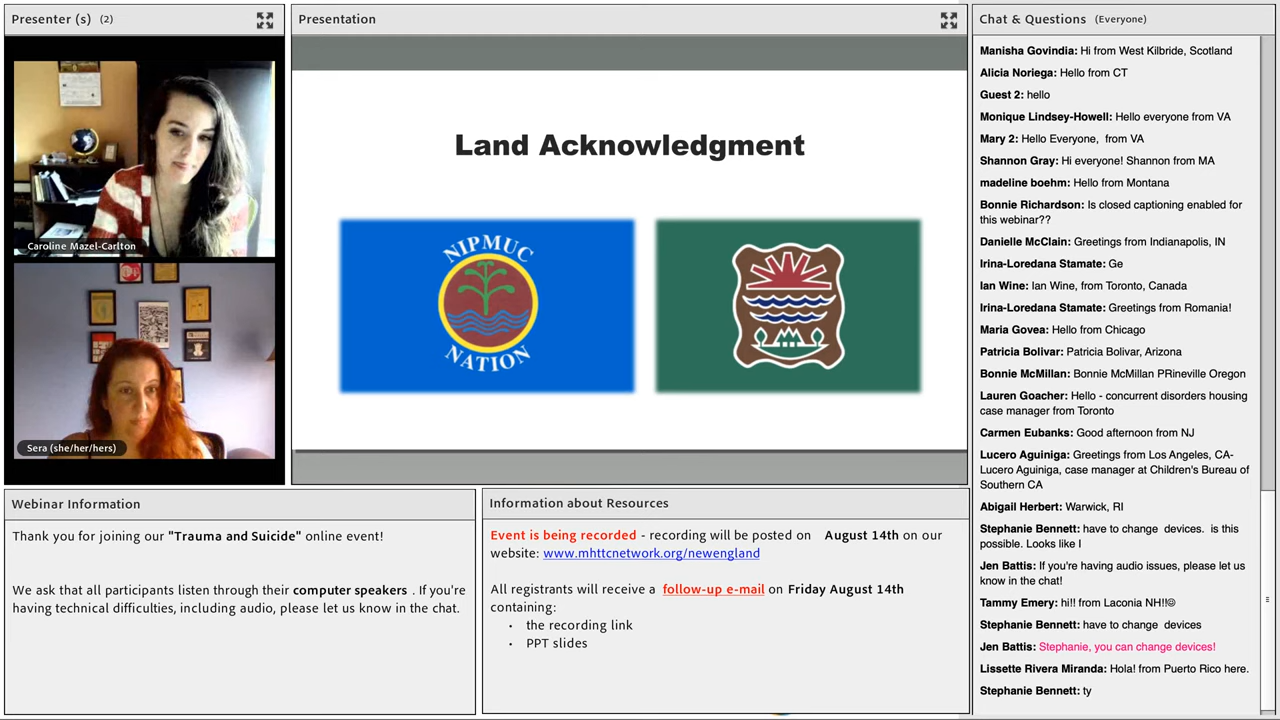 Presenter (s) (2)
Caroline Mazel-Carlton
Sera (she/her/hers)
Presentation
Land Acknowledgment
NIPMUC
NATION
Webinar Information
Thank you for joining our "Trauma and Suicide" online event!
We ask that all participants listen through their computer speakers . If you're
having technical difficulties, including audio, please let us know in the chat.
Information about Resources
Event is being recorded - recording will be posted on August 14th on our
website: www.mhttcnetwork.org/newengland
All registrants will receive a follow-up e-mail on Friday August 14th
containing:
• the recording link
• PPT slides
Chat & Questions (Everyone)
Manisha Govindia: Hi from West Kilbride, Scotland
Alicia Noriega: Hello from CT
Guest 2: hello
Monique Lindsey-Howell: Hello everyone from VA
Mary 2: Hello Everyone, from VA
Shannon Gray: Hi everyone! Shannon from MA
madeline boehm: Hello from Montana
Bonnie Richardson: Is closed captioning enabled for
this webinar??
Danielle McClain: Greetings from Indianapolis, IN
Irina-Loredana Stamate: Ge
Ian Wine: Ian Wine, from Toronto, Canada
Irina-Loredana Stamate: Greetings from Romania!
Maria Govea: Hello from Chicago
Patricia Bolivar: Patricia Bolivar, Arizona
Bonnie McMillan: Bonnie McMillan PRineville Oregon
Lauren Goacher: Hello - concurrent disorders housing
case manager from Toronto
Carmen Eubanks: Good afternoon from NJ
Lucero Aguiniga: Greetings from Los Angeles, CA-
Lucero Aguiniga, case manager at Children's Bureau of
Southern CA
Abigail Herbert: Warwick, RI
Stephanie Bennett: have to change devices. is this
possible. Looks like I
Jen Battis: If you're having audio issues, please let us
know in the chat!
Tammy Emery: hi!! from Laconia NH!!☺
Stephanie Bennett: have to change devices
Jen Battis: Stephanie, you can change devices!
Lissette Rivera Miranda: Hola! from Puerto Rico here.
Stephanie Bennett: ty